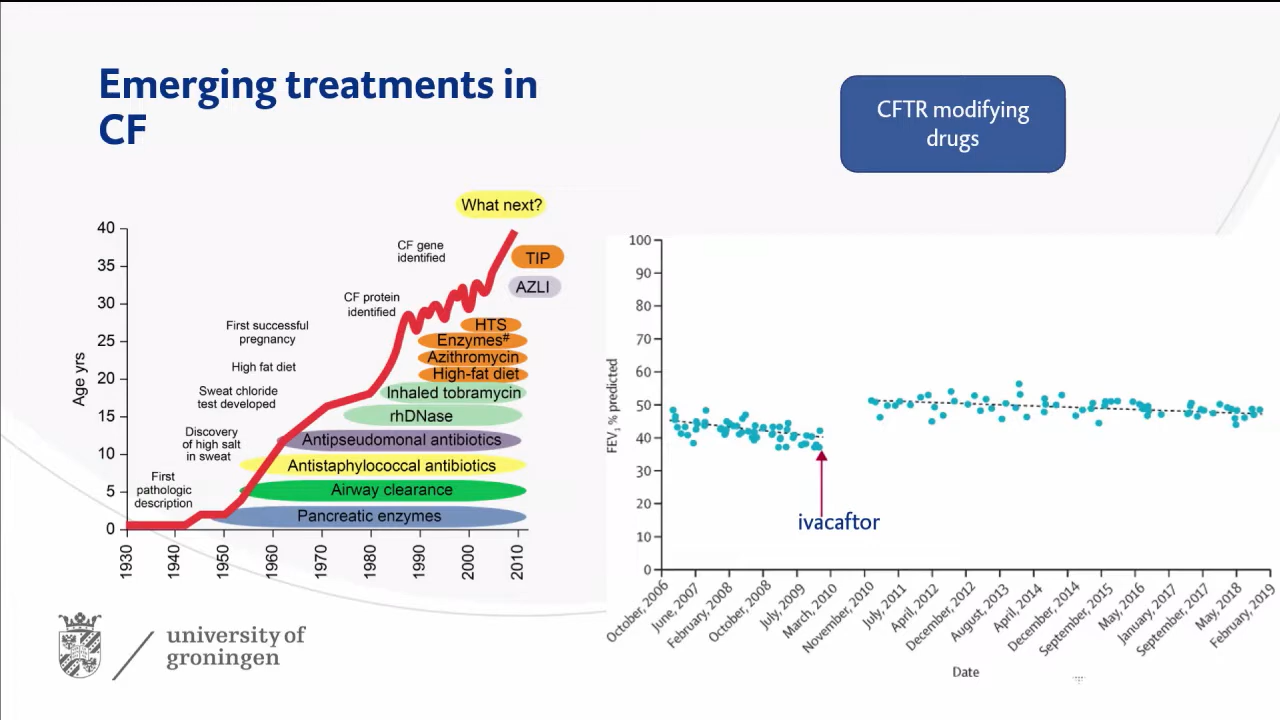 Emerging treatments in
CF
CFTR modifying
drugs
What next?
40
35
30
25
20
15
10
5
0
Age yrs
CF gene
identified
TIP
AZLI
CF protein
identified
First successful
pregnancy
HTS
Enzymes#
Azithromycin
High-fat diet
High fat diet
Inhaled tobramycin
Sweat chloride
test developed
rhDNase
Discovery
of high salt
in sweat
Antipseudomonal antibiotics
Antistaphylococcal antibiotics
First
pathologic
description
Airway clearance
Pancreatic enzymes
1930
1940
1950
1960
1970
1980
1990
2000
2010
100
90
80
70
60
50
40
30
20
10
0
FEV1 % predicted
ivacaftor
October, 2006
June, 2007
February, 2008
October, 2008
July, 2009
March, 2010
November, 2010
July, 2011
April, 2012
December, 2012
August, 2013
April, 2014
December, 2014
September, 2015
May, 2016
January, 2017
September, 2017
May, 2018
February, 2019
Date
university of
groningen